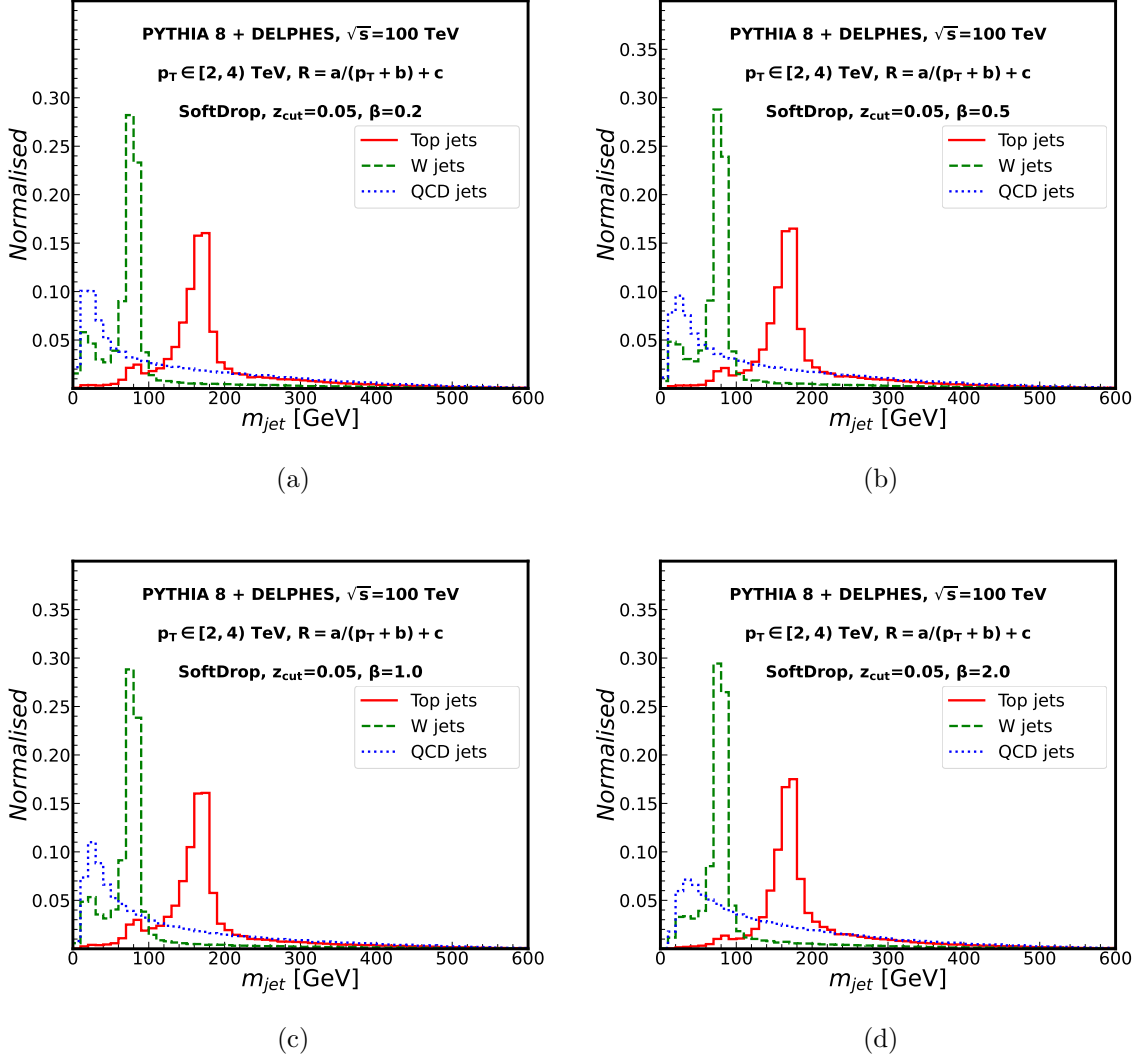 PYTHIA 8 + DELPHES, √s=100 TeV
p_T ∈ [2, 4) TeV, R = a/(p_T + b) + c
SoftDrop, z_cut=0.05, β=0.2
Top jets
W jets
QCD jets
0.30
0.25
0.20
0.15
0.10
0.05
Normalised
0 100 200 300 400 500 600
m_jet [GeV]
(a)
PYTHIA 8 + DELPHES, √s=100 TeV
p_T ∈ [2, 4) TeV, R = a/(p_T + b) + c
SoftDrop, z_cut=0.05, β=0.5
Top jets
W jets
QCD jets
0.35
0.30
0.25
0.20
0.15
0.10
0.05
Normalised
0 100 200 300 400 500 600
m_jet [GeV]
(b)
PYTHIA 8 + DELPHES, √s=100 TeV
p_T ∈ [2, 4) TeV, R = a/(p_T + b) + c
SoftDrop, z_cut=0.05, β=1.0
Top jets
W jets
QCD jets
0.35
0.30
0.25
0.20
0.15
0.10
0.05
Normalised
0 100 200 300 400 500 600
m_jet [GeV]
(c)
PYTHIA 8 + DELPHES, √s=100 TeV
p_T ∈ [2, 4) TeV, R = a/(p_T + b) + c
SoftDrop, z_cut=0.05, β=2.0
Top jets
W jets
QCD jets
0.35
0.30
0.25
0.20
0.15
0.10
0.05
Normalised
0 100 200 300 400 500 600
m_jet [GeV]
(d)